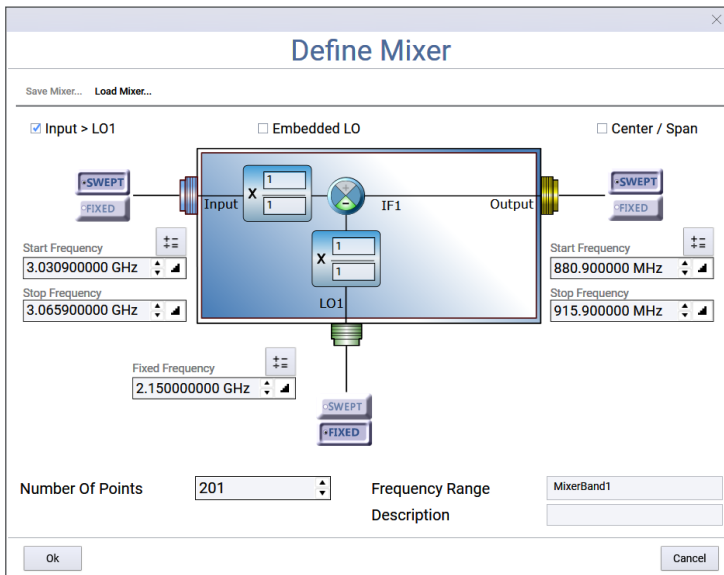 Define Mixer
Save Mixer... Load Mixer...
Input > LO1 Embedded LO Center / Span
SWEPT SWEPT
FIXED FIXED
X 1
1
Input IF1 Output
+-
Start Frequency Start Frequency
3.030900000 GHz 880.900000 MHz
Stop Frequency Stop Frequency
3.065900000 GHz 915.900000 MHz
X 1
1
LO1
Fixed Frequency
2.150000000 GHz
SWEPT
FIXED
Number Of Points 201 Frequency Range MixerBand1
Description
Ok Cancel